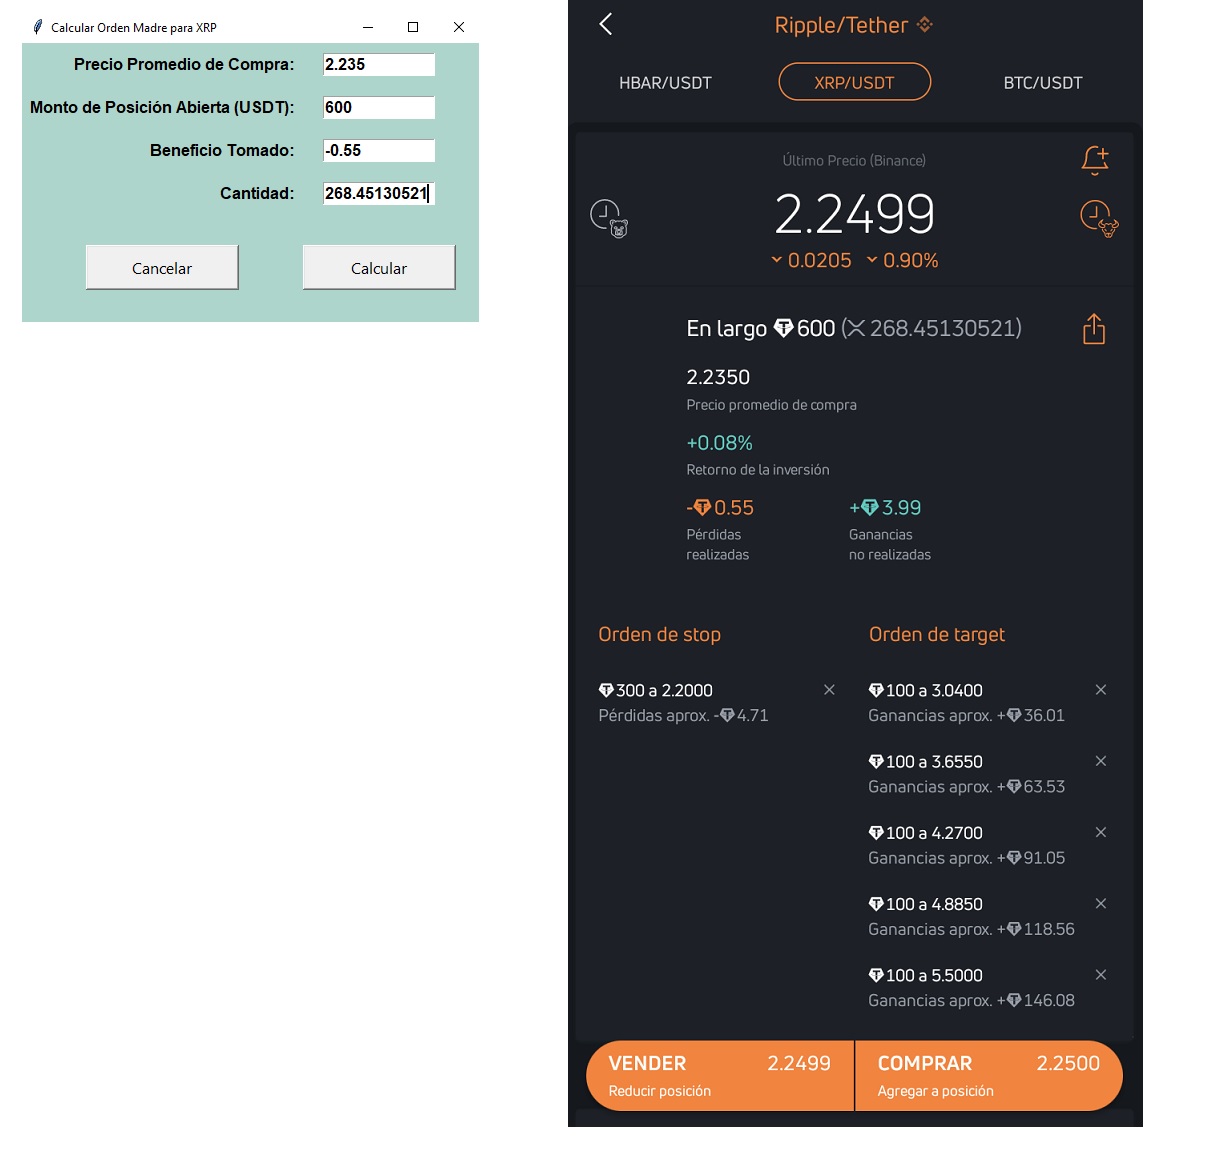 Calcular Orden Madre para XRP
Precio Promedio de Compra: 2.235
Monto de Posición Abierta (USDT): 600
Beneficio Tomado: -0.55
Cantidad: 268.45130521
Cancelar Calcular
Ripple/Tether
HBAR/USDT XRP/USDT BTC/USDT
Último Precio (Binance)
2.2499
0.0205 0.90%
En largo 600 (268.45130521)
2.2350
Precio promedio de compra
+0.08%
Retorno de la inversión
-0.55 +3.99
Pérdidas Ganancias
realizadas no realizadas
Orden de stop Orden de target
300 a 2.2000 100 a 3.0400
Pérdidas aprox. -4.71 Ganancias aprox. +36.01
100 a 3.6550
Ganancias aprox. +63.53
100 a 4.2700
Ganancias aprox. +91.05
100 a 4.8850
Ganancias aprox. +118.56
100 a 5.5000
Ganancias aprox. +146.08
VENDER 2.2499 COMPRAR 2.2500
Reducir posición Agregar a posición